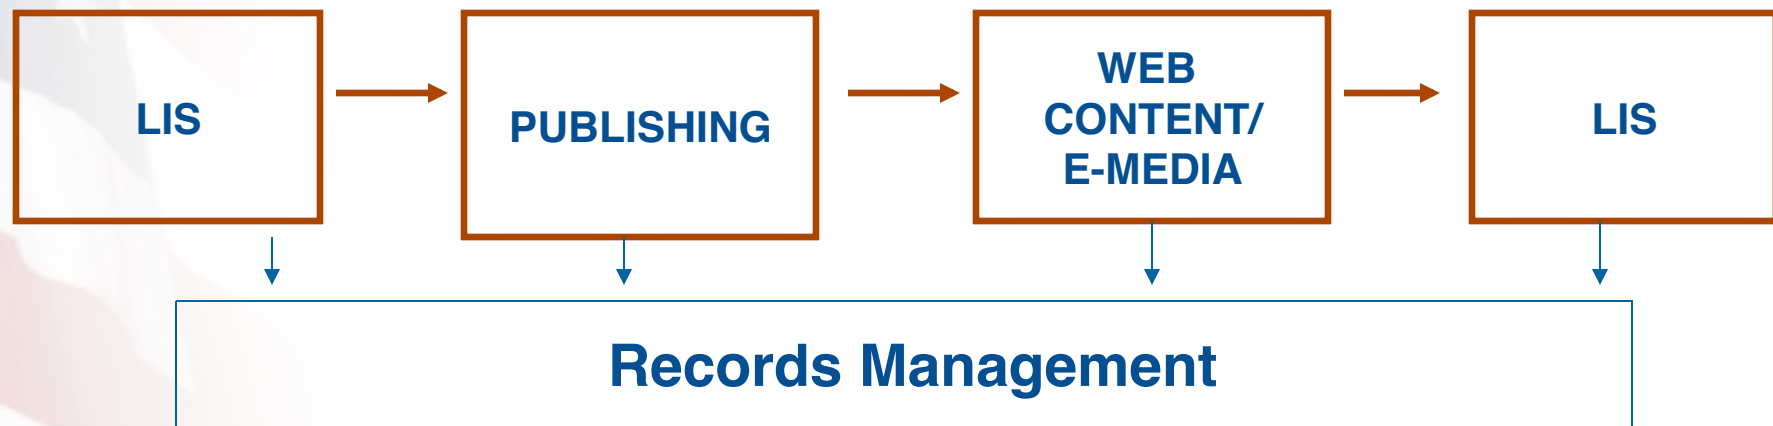 LIS
PUBLISHING
WEB
CONTENT/
E-MEDIA
LIS
Records Management